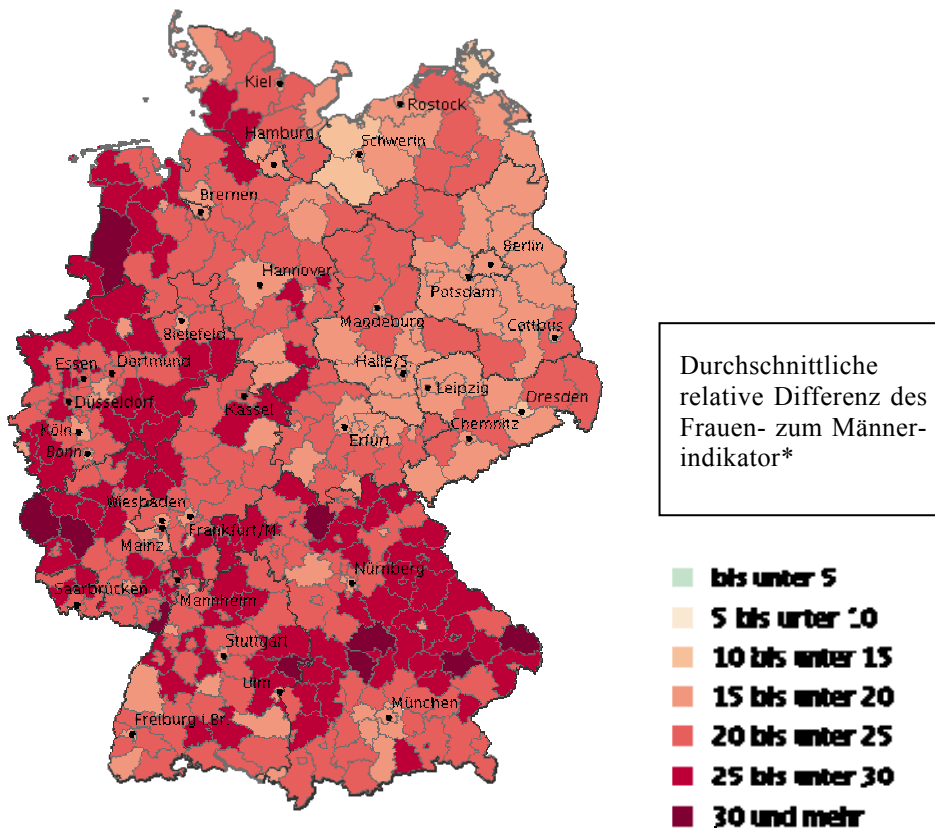 Kiel
Rostock
Hamburg
Schwerin
Bremen
Berlin
Hannover
Potsdam
Magdeburg
Cottbus
Bielefeld
Halle/S.
Essen
Dortmund
Leipzig
Dresden
Düsseldorf
Kassel
Chemnitz
Köln
Erfurt
Bonn
Wiesbaden
Frankfurt/M.
Mainz
Nürnberg
Saarbrücken
Mannheim
Stuttgart
Ulm
München
Freiburg i.Br.
Durchschnittliche
relative Differenz des
Frauen- zum Männer-
indikator*
bis unter 5
5 bis unter 10
10 bis unter 15
15 bis unter 20
20 bis unter 25
25 bis unter 30
30 und mehr